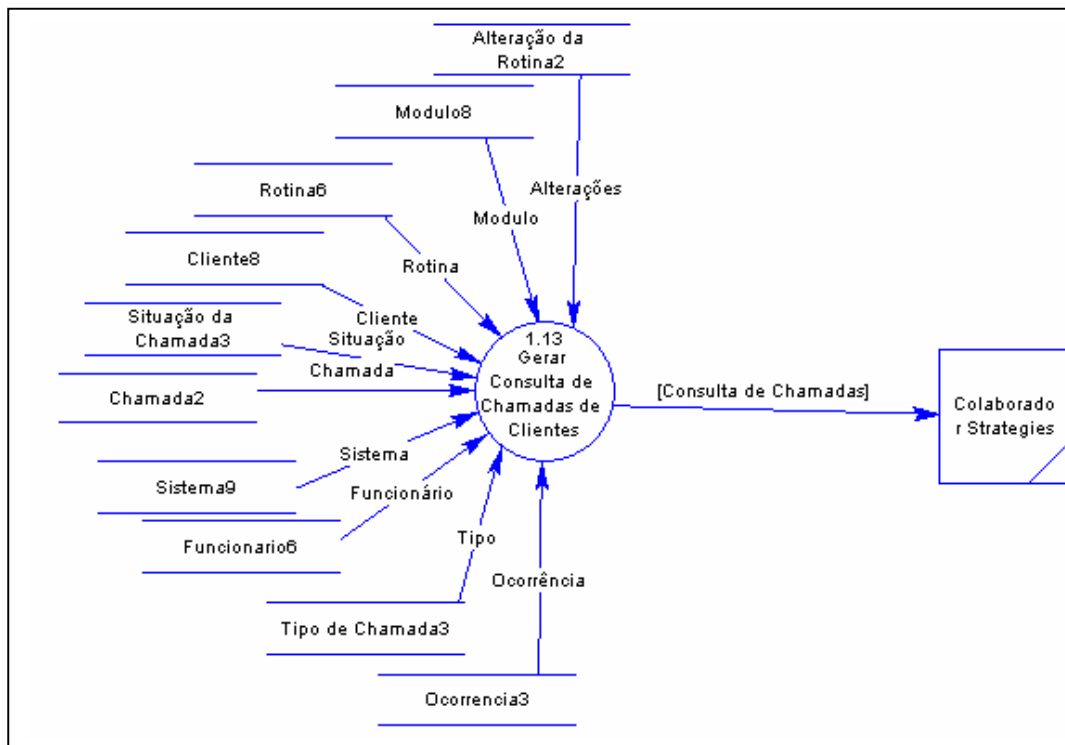 Alteração da
Rotina2
Modulo8
Alterações
Rotina6
Modulo
Cliente8
Rotina
Situação da
Chamada3
Cliente
Situação
Chamada
Chamada2
1.13
Gerar
Consulta de
Chamadas de
Clientes
[Consulta de Chamadas]
Colaborado
r Strategies
Sistema
Sistema9
Funcionário
Funcionario6
Tipo
Tipo de Chamada3
Ocorrência
Ocorrencia3